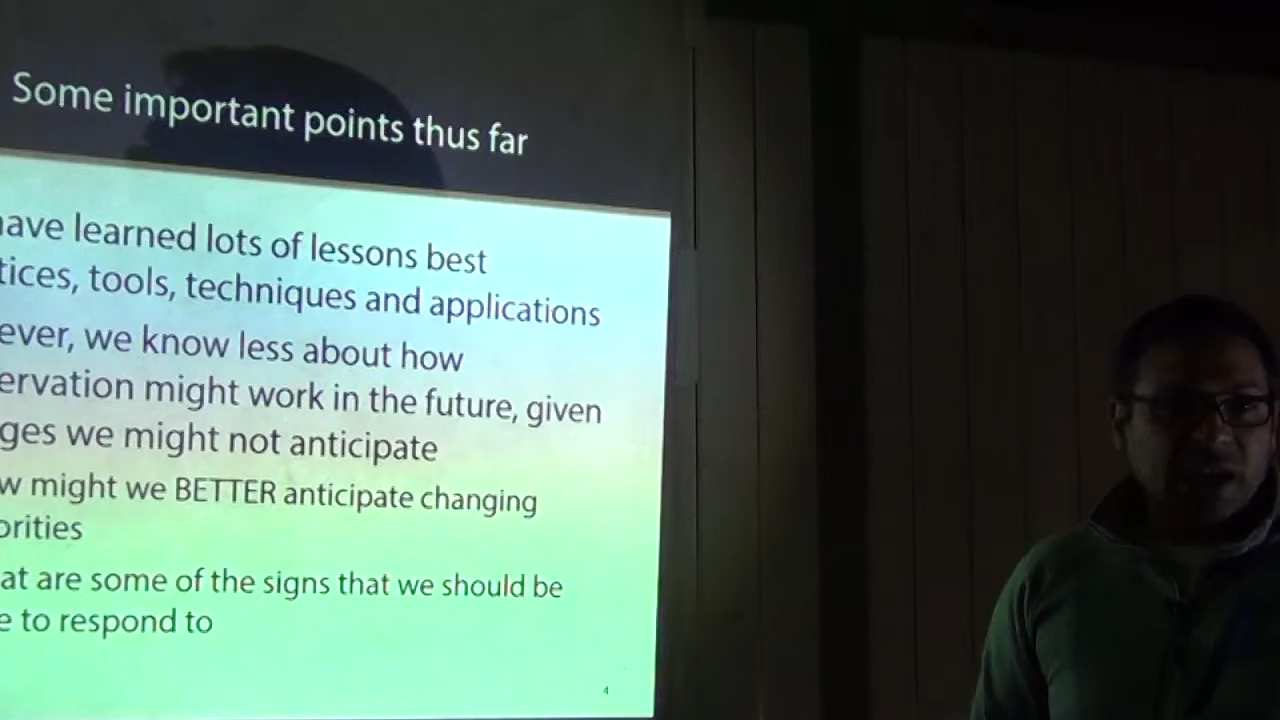 Some important points thus far
have learned lots of lessons best
tices, tools, techniques and applications
ever, we know less about how
ervation might work in the future, given
ges we might not anticipate
w might we BETTER anticipate changing
orities
at are some of the signs that we should be
e to respond to
4